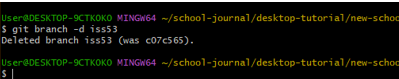 User@DESKTOP-9CTKOKO MINGW64 ~/school-journal/desktop-tutorial/new-schoo
$ git branch -d iss53
Deleted branch iss53 (was c07c565).
User@DESKTOP-9CTKOKO MINGW64 ~/school-journal/desktop-tutorial/new-schoo
$